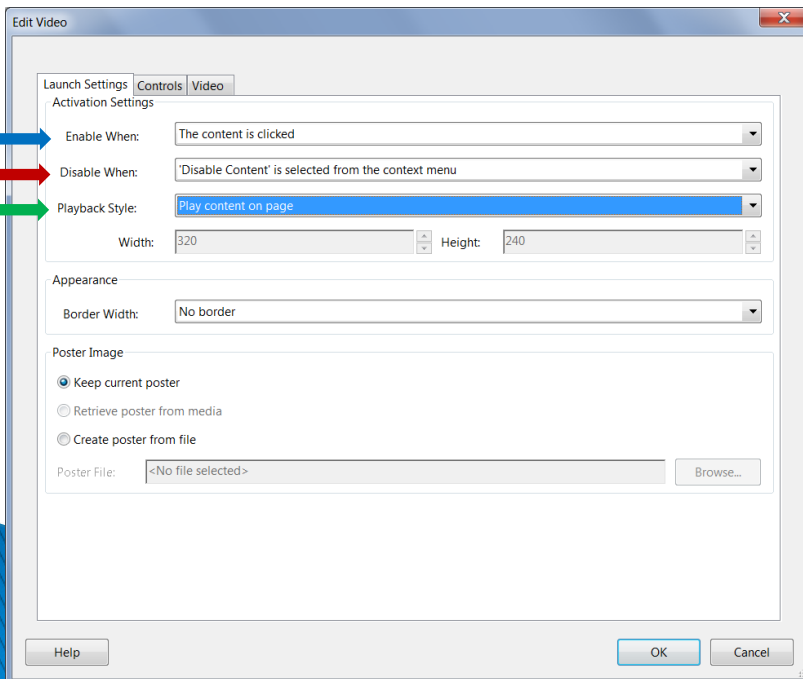 Edit Video
Launch Settings Controls Video
Activation Settings
Enable When: The content is clicked
Disable When: 'Disable Content' is selected from the context menu
Playback Style: Play content on page
Width: 320 Height: 240
Appearance
Border Width: No border
Poster Image
Keep current poster
Retrieve poster from media
Create poster from file
Poster File: <No file selected> Browse...
Help OK Cancel